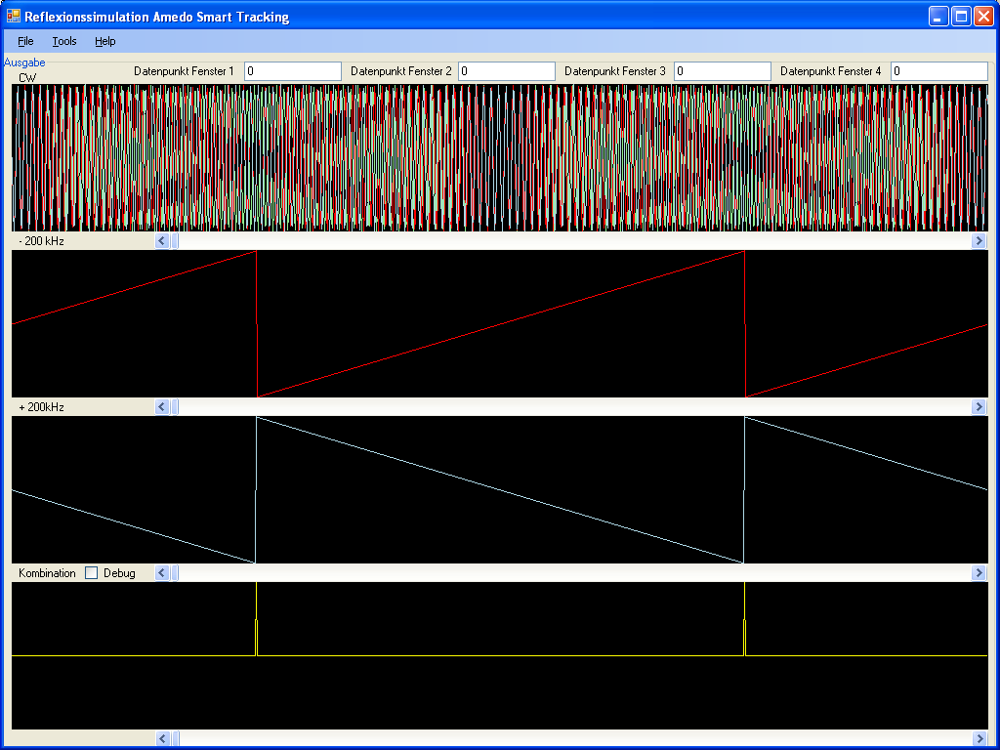 Reflexionssimulation Amedo Smart Tracking
File Tools Help
Ausgabe
CW Datenpunkt Fenster 1 0 Datenpunkt Fenster 2 0 Datenpunkt Fenster 3 0 Datenpunkt Fenster 4 0
- 200 kHz
+ 200kHz
Kombination Debug